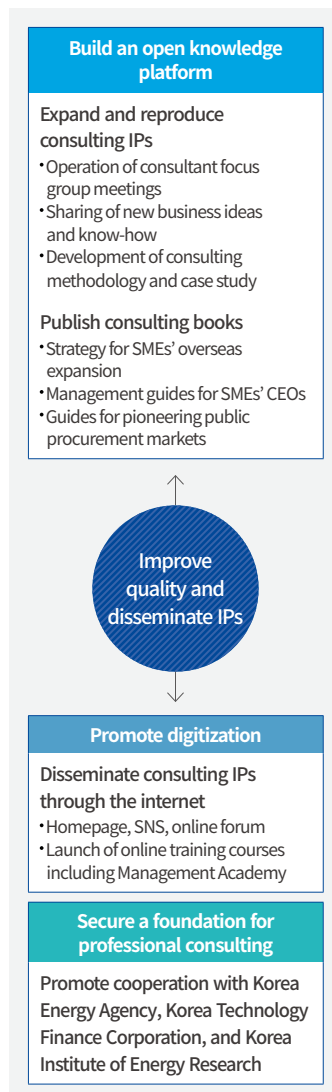 Build an open knowledge
platform
Expand and reproduce
consulting IPs
• Operation of consultant focus
group meetings
• Sharing of new business ideas
and know-how
• Development of consulting
methodology and case study
Publish consulting books
• Strategy for SMEs' overseas
expansion
• Management guides for SMEs' CEOs
• Guides for pioneering public
procurement markets
Improve
quality and
disseminate IPs
Promote digitization
Disseminate consulting IPs
through the internet
• Homepage, SNS, online forum
• Launch of online training courses
including Management Academy
Secure a foundation for
professional consulting
Promote cooperation with Korea
Energy Agency, Korea Technology
Finance Corporation, and Korea
Institute of Energy Research